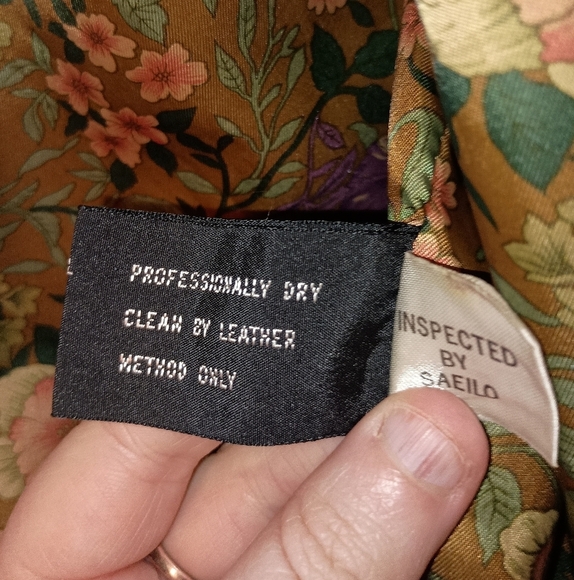 PROFESSIONALLY DRY
CLEAN BY LEATHER
METHOD ONLY
INSPECTED
BY
SAEILO